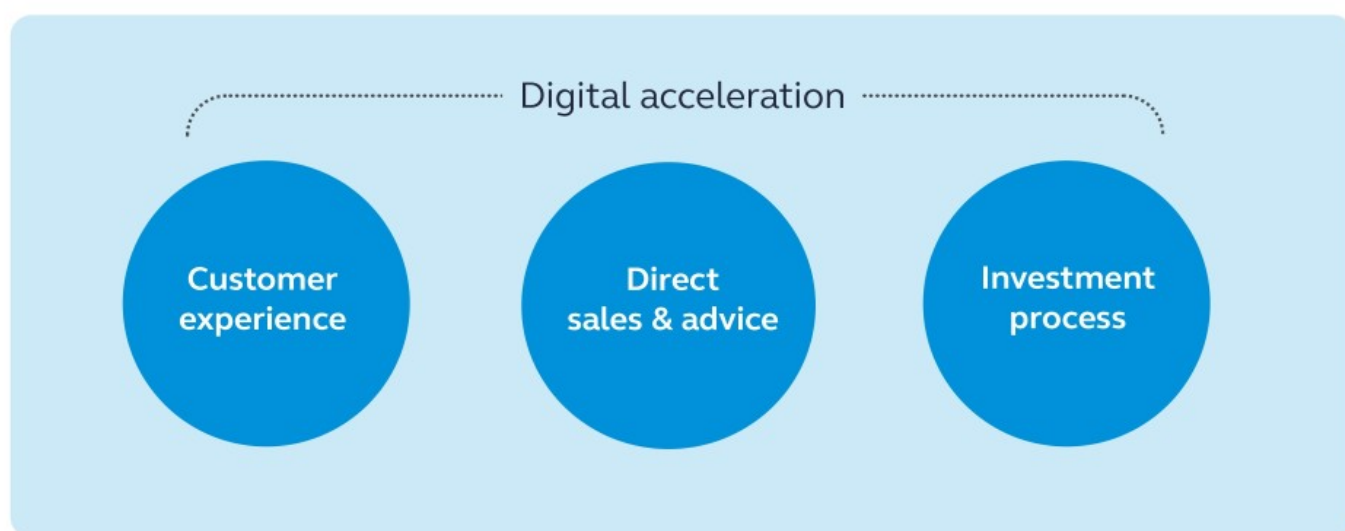 Digital acceleration
Customer
experience
Direct
sales & advice
Investment
process